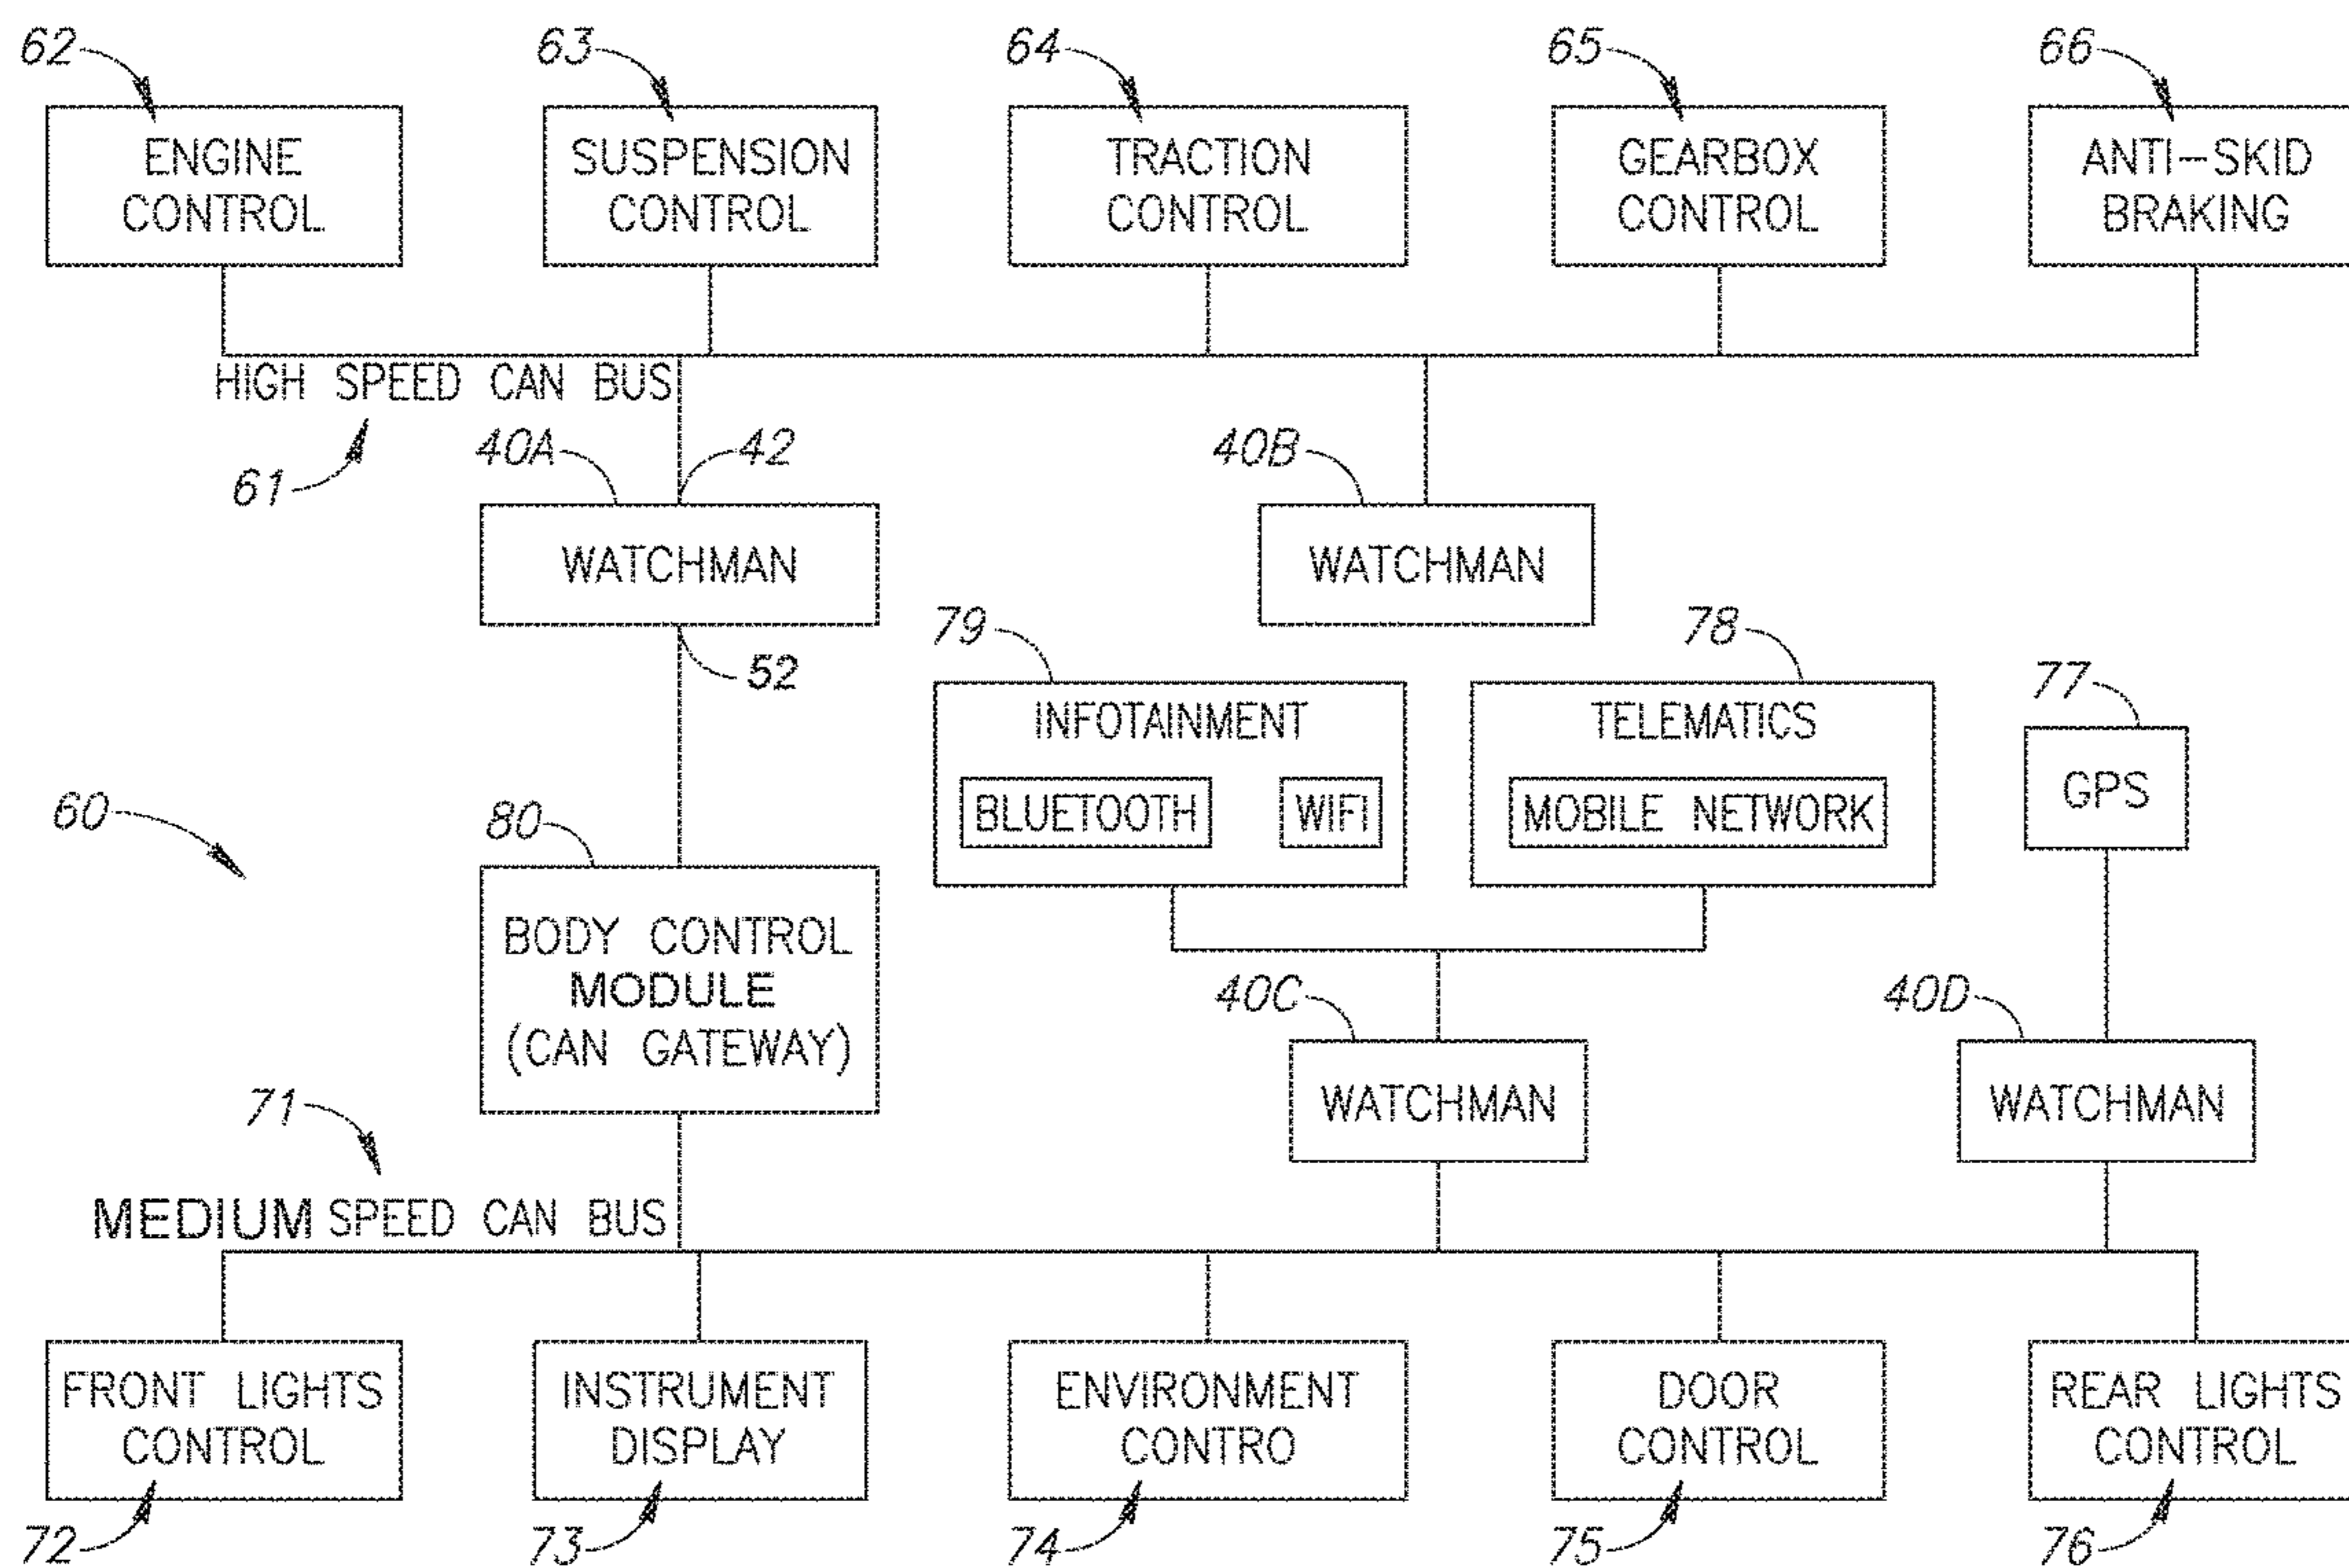 62
63
64
65
66
ENGINE
CONTROL
SUSPENSION
CONTROL
TRACTION
CONTROL
GEARBOX
CONTROL
ANTI-SKID
BRAKING
HIGH SPEED CAN BUS
61
40A
42
40B
WATCHMAN
WATCHMAN
52
79
78
77
INFOTAINMENT
BLUETOOTH
WIFI
TELEMATICS
MOBILE NETWORK
GPS
60
80
BODY CONTROL
MODULE
(CAN GATEWAY)
40C
40D
WATCHMAN
WATCHMAN
71
MEDIUM SPEED CAN BUS
FRONT LIGHTS
CONTROL
INSTRUMENT
DISPLAY
ENVIRONMENT
CONTRO
DOOR
CONTROL
REAR LIGHTS
CONTROL
72
73
74
75
76